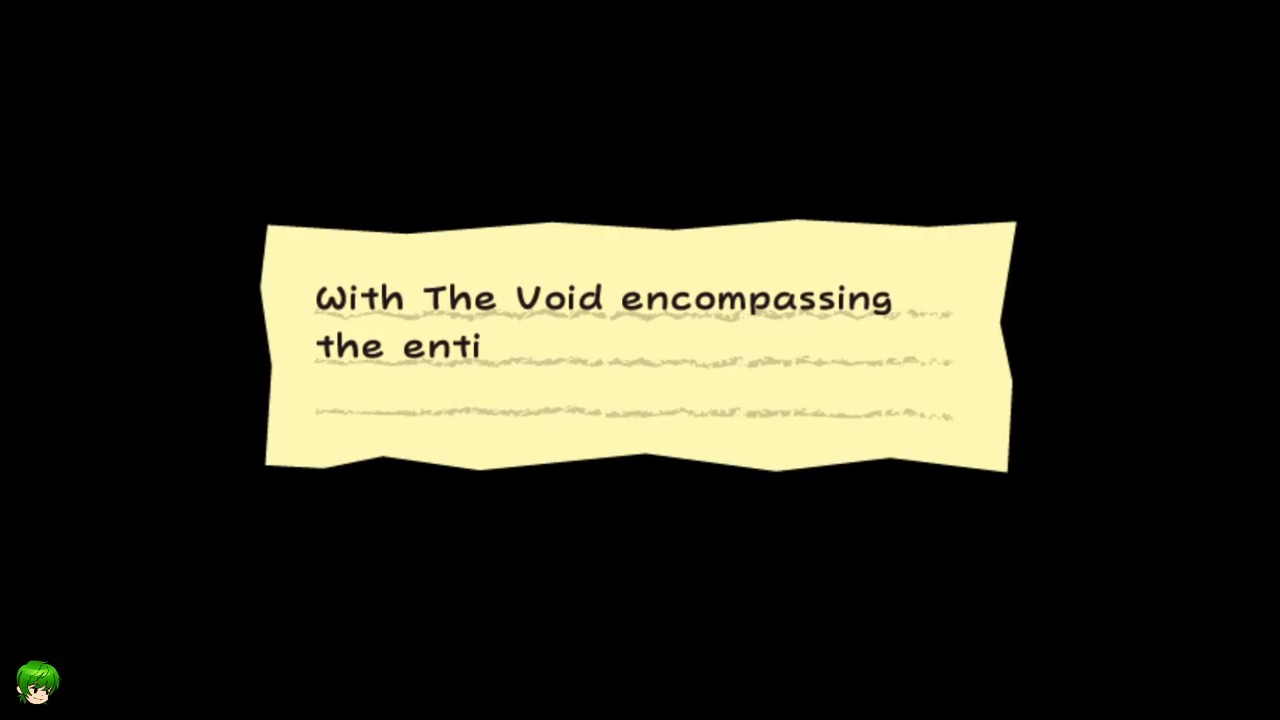 With The Void encompassing
the enti